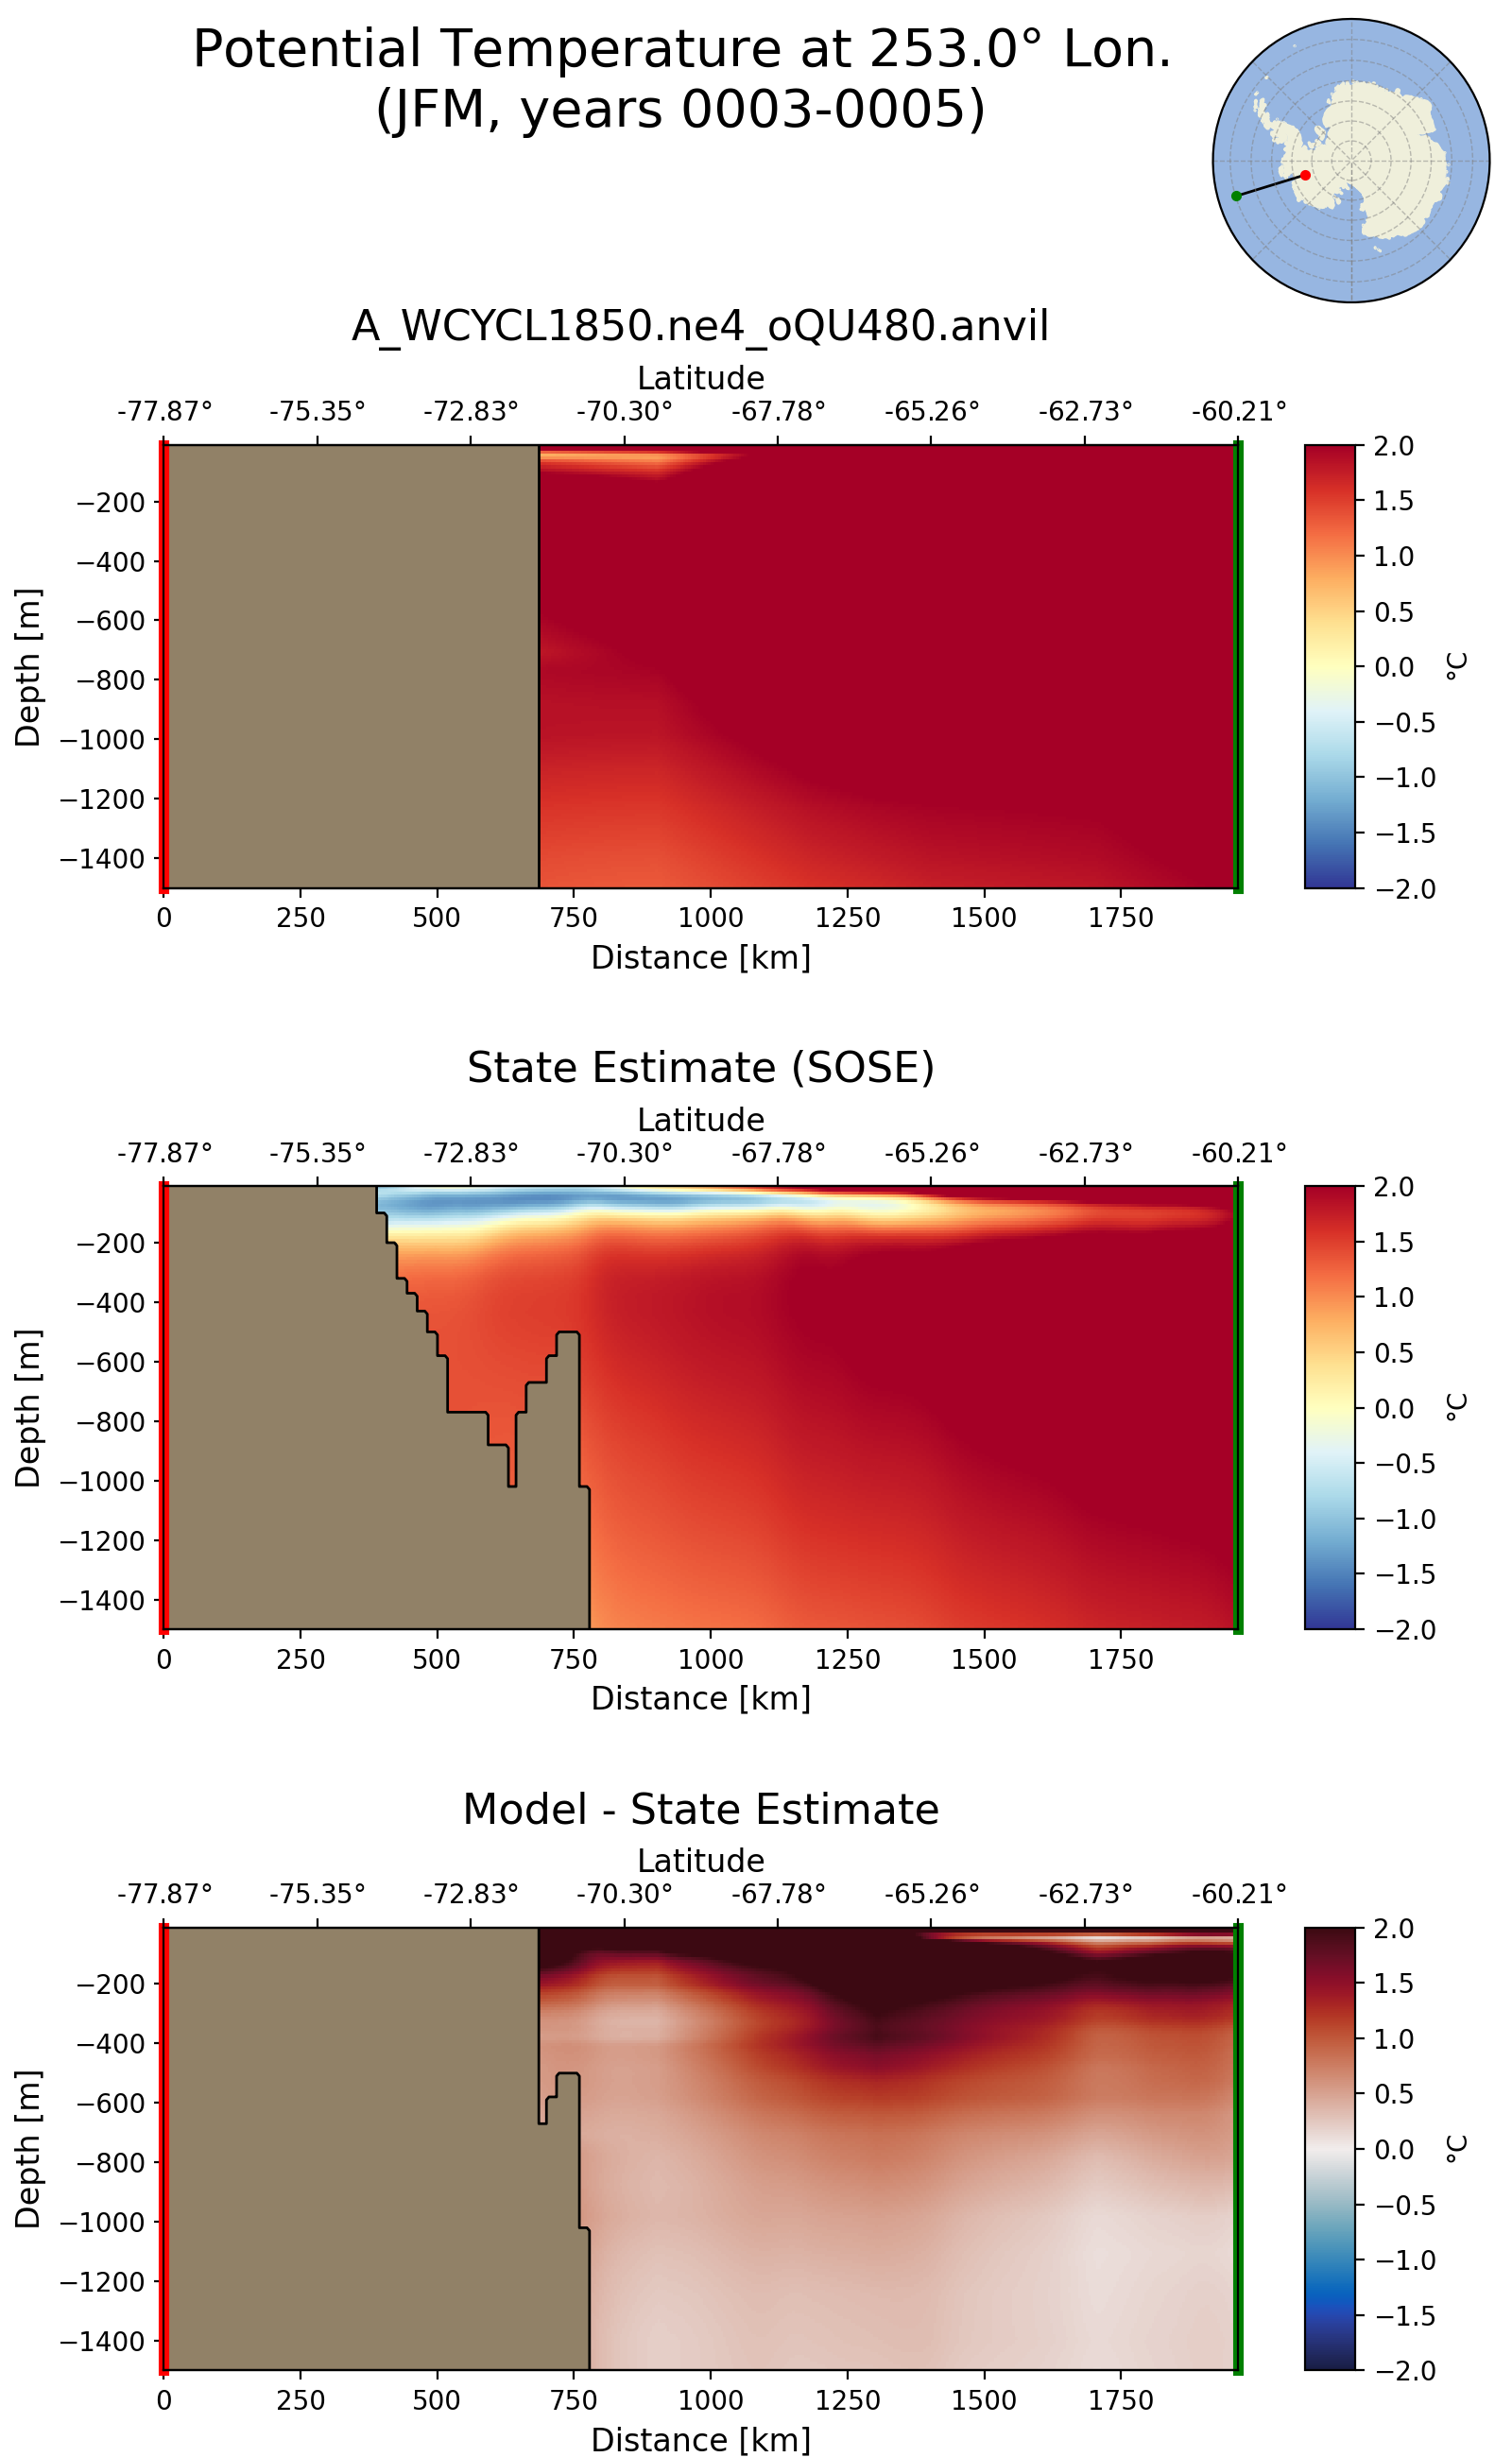 Potential Temperature at 253.0° Lon.
(JFM, years 0003-0005)
A_WCYCL1850.ne4_oQU480.anvil
Latitude
-77.87° -75.35° -72.83° -70.30° -67.78° -65.26° -62.73° -60.21°
Depth [m]
−200
−400
−600
−800
−1000
−1200
−1400
0 250 500 750 1000 1250 1500 1750
Distance [km]
2.0
1.5
1.0
0.5
0.0
−0.5
−1.0
−1.5
−2.0
°C
State Estimate (SOSE)
Latitude
-77.87° -75.35° -72.83° -70.30° -67.78° -65.26° -62.73° -60.21°
Depth [m]
−200
−400
−600
−800
−1000
−1200
−1400
0 250 500 750 1000 1250 1500 1750
Distance [km]
2.0
1.5
1.0
0.5
0.0
−0.5
−1.0
−1.5
−2.0
°C
Model - State Estimate
Latitude
-77.87° -75.35° -72.83° -70.30° -67.78° -65.26° -62.73° -60.21°
Depth [m]
−200
−400
−600
−800
−1000
−1200
−1400
0 250 500 750 1000 1250 1500 1750
Distance [km]
2.0
1.5
1.0
0.5
0.0
−0.5
−1.0
−1.5
−2.0
°C